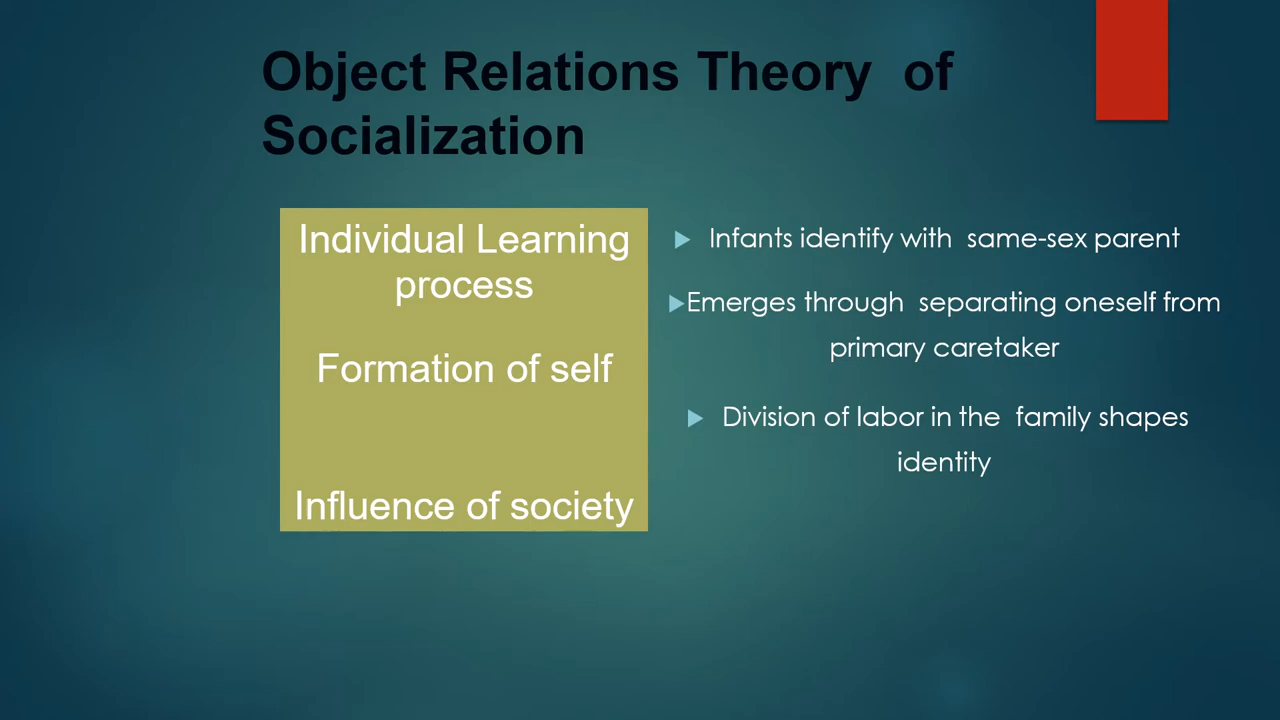 Object Relations Theory of
Socialization
Individual Learning
process
Formation of self
Influence of society
Infants identify with same-sex parent
Emerges through separating oneself from
primary caretaker
Division of labor in the family shapes
identity